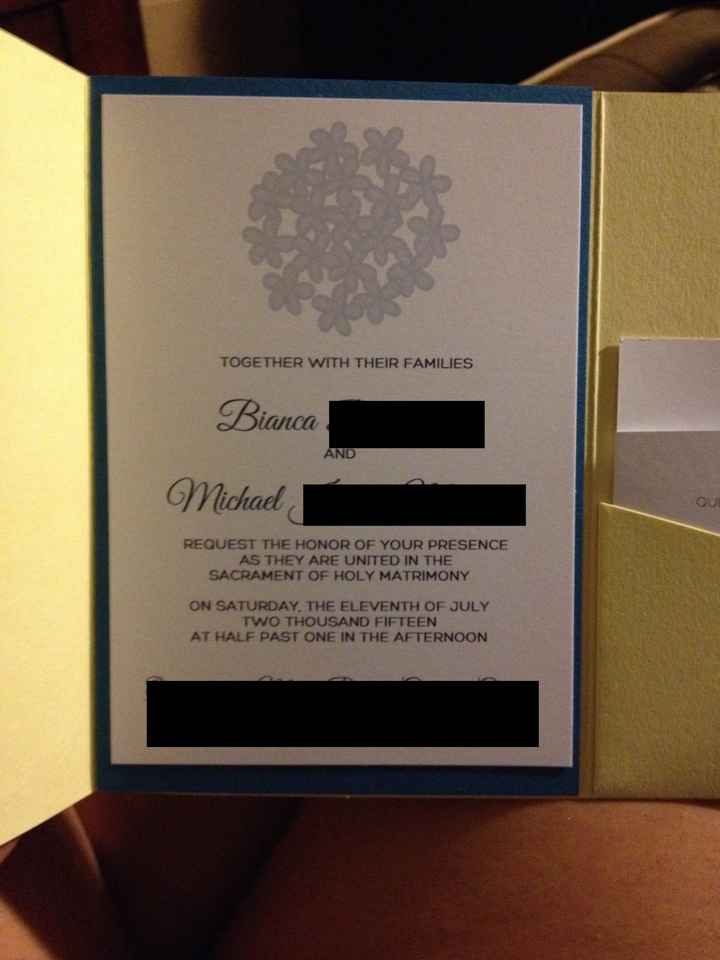 TOGETHER WITH THEIR FAMILIES
Bianca
AND
Michael
REQUEST THE HONOR OF YOUR PRESENCE
AS THEY ARE UNITED IN THE
SACRAMENT OF HOLY MATRIMONY
ON SATURDAY, THE ELEVENTH OF JULY
TWO THOUSAND FIFTEEN
AT HALF PAST ONE IN THE AFTERNOON